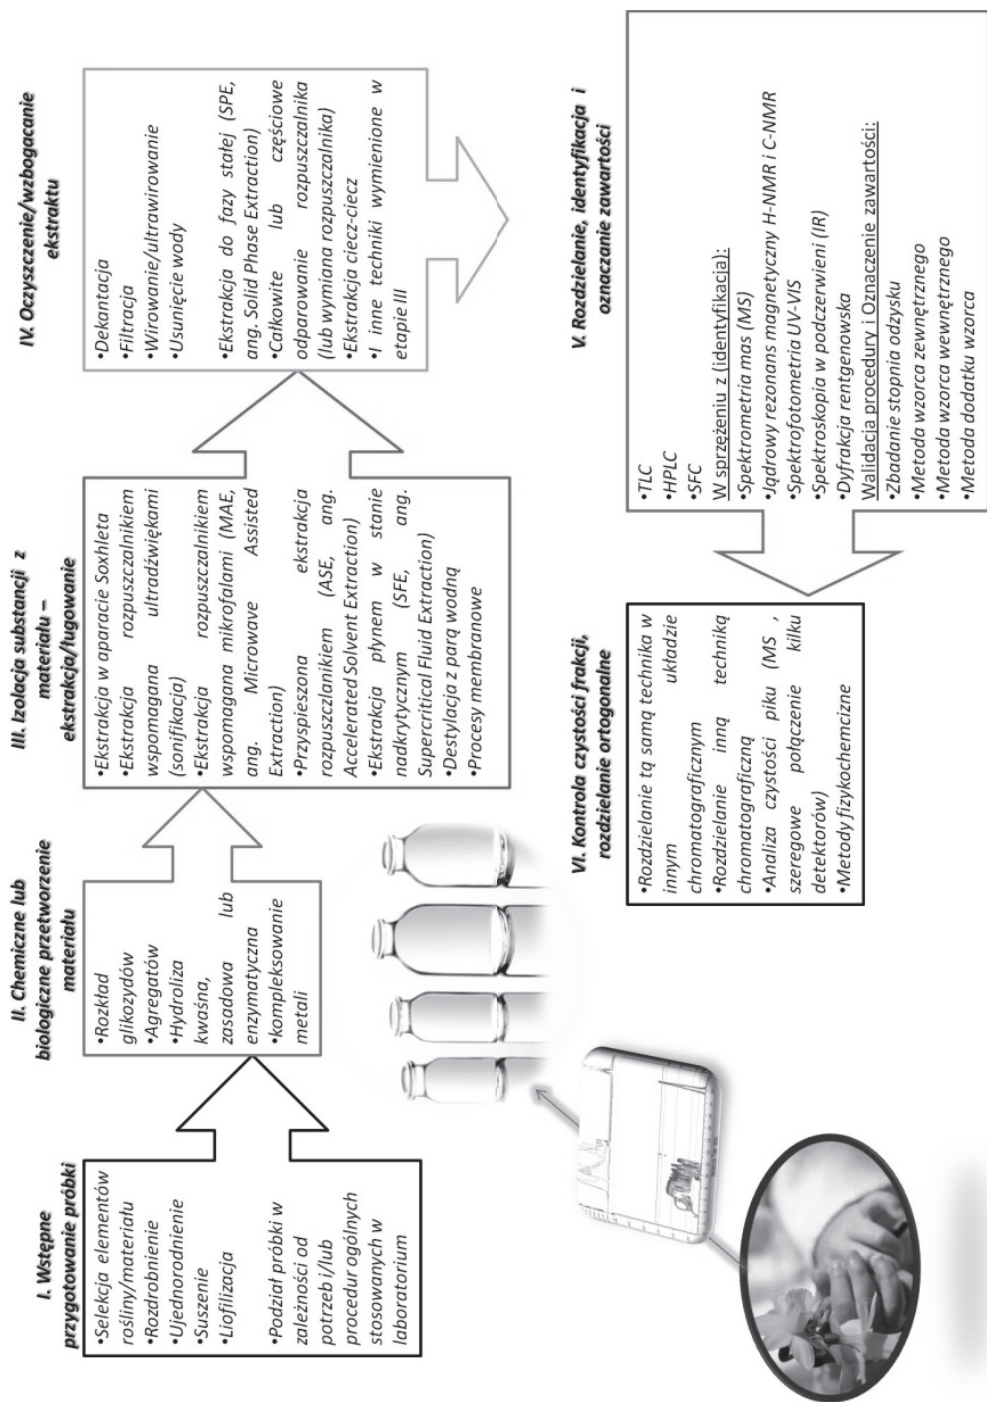 I. Wstępne
przygotowanie próbki
•Selekcja elementów
rośliny/materiału
•Rozdrobnienie
•Ujednorodnienie
•Suszenie
•Liofilizacja
•Podział próbki w
zależności od
potrzeb i/lub
procedur ogólnych
stosowanych w
laboratorium
II. Chemiczne lub
biologiczne przetworzenie
materiału
•Rozkład
glikozydów
•Agregatów
•Hydroliza
kwaśna,
zasadowa lub
enzymatyczna
•kompleksowanie
metali
III. Izolacja substancji z
materiału –
ekstrakcja/ługowanie
•Ekstrakcja w aparacie Soxhleta
•Ekstrakcja rozpuszczalnikiem
wspomagana ultradźwiękami
(sonifikacja)
•Ekstrakcja rozpuszczalnikiem
wspomagana mikrofalami (MAE,
ang. Microwave Assisted
Extraction)
•Przyspieszona ekstrakcja
rozpuszczlanikiem (ASE, ang.
Accelerated Solvent Extraction)
•Ekstrakcja płynem w stanie
nadkrytycznym (SFE, ang.
Supercritical Fluid Extraction)
•Destylacja z parą wodną
•Procesy membranowe
IV. Oczyszczenie/wzbogacanie
ekstraktu
•Dekantacja
•Filtracja
•Wirowanie/ultrawirowanie
•Usunięcie wody
•Ekstrakcja do fazy stałej (SPE,
ang. Solid Phase Extraction)
•Całkowite lub częściowe
odparowanie rozpuszczalnika
(lub wymiana rozpuszczalnika)
•Ekstrakcja ciecz-ciecz
•I inne techniki wymienione w
etapie III
V. Rozdzielanie, identyfikacja i
oznaczanie zawartości
•TLC
•HPLC
•SFC
W sprzężeniu z (identyfikacja):
•Spektrometria mas (MS)
•Jądrowy rezonans magnetyczny H-NMR i C-NMR
•Spektrofotometria UV-VIS
•Spektroskopia w podczerwieni (IR)
•Dyfrakcja rentgenowska
Walidacja procedury i Oznaczenie zawartości:
•Zbadanie stopnia odzysku
•Metoda wzorca zewnętrznego
•Metoda wzorca wewnętrznego
•Metoda dodatku wzorca
VI. Kontrola czystości frakcji,
rozdzielanie ortogonalne
•Rozdzielanie tą samą technika w
innym układzie
chromatograficznym
•Rozdzielanie inną techniką
chromatograficzną
•Analiza czystości piku (MS ,
szeregowe połączenie kilku
detektorów)
•Metody fizykochemcizne